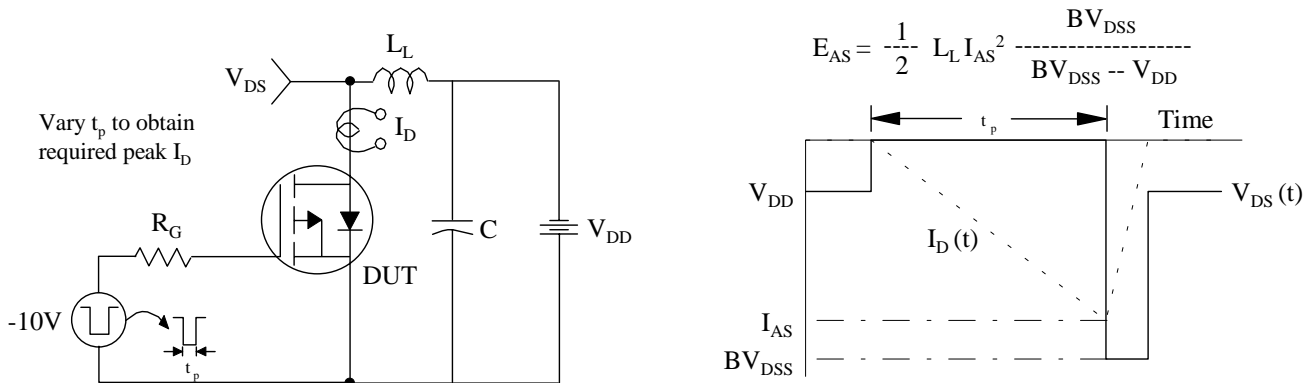 L_L
V_DS
Vary t_p to obtain
required peak I_D
I_D
R_G
C
V_DD
DUT
-10V
t_p
E_AS = 1/2 L_L I_AS^2 BV_DSS / BV_DSS -- V_DD
t_p
Time
V_DD
V_DS (t)
I_D (t)
I_AS
BV_DSS